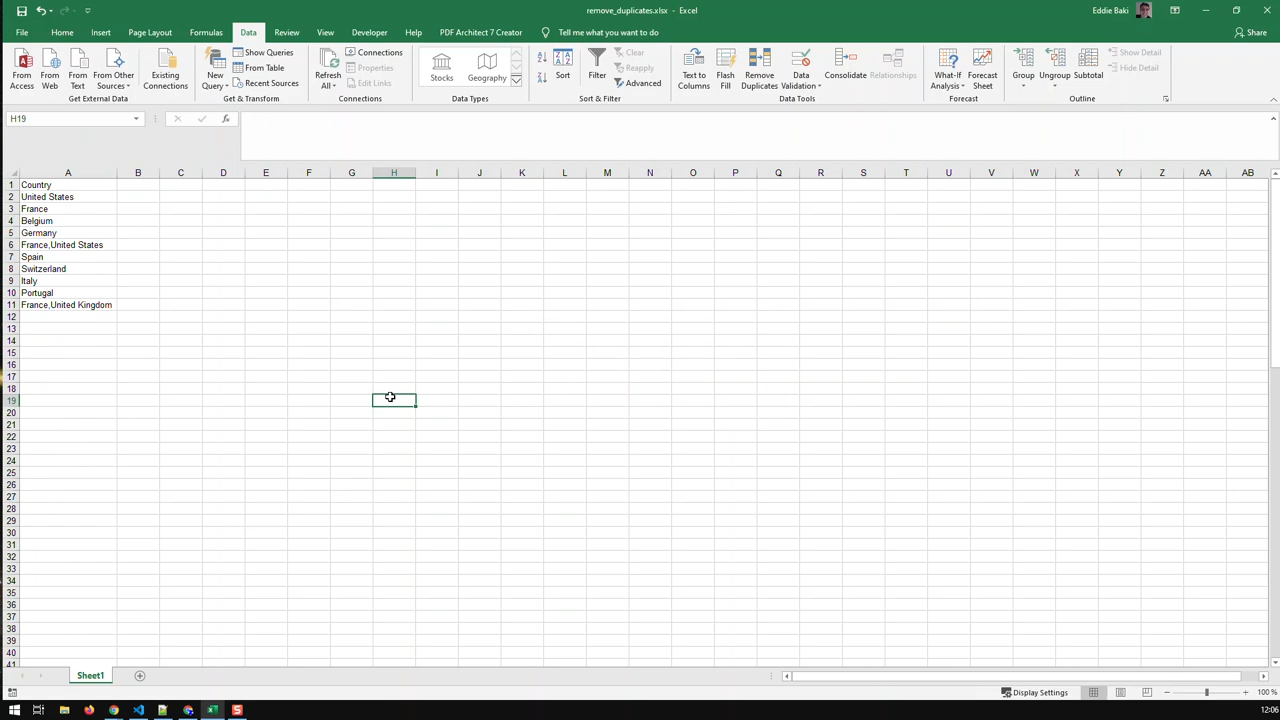 remove_duplicates.xlsx - Excel
Eddie Baki
File Home Insert Page Layout Formulas Data Review View Developer Help PDF Architect 7 Creator Tell me what you want to do Share
From Access
From Web
From Text
From Other Sources
Existing Connections
Get External Data
New Query
Show Queries
From Table
Recent Sources
Get & Transform
Refresh All
Connections
Properties
Edit Links
Connections
Stocks
Geography
Data Types
Sort
Filter
Clear
Reapply
Advanced
Sort & Filter
Text to Columns
Flash Fill
Remove Duplicates
Data Validation
Consolidate
Relationships
Data Tools
What-If Analysis
Forecast Sheet
Forecast
Group
Ungroup
Subtotal
Show Detail
Hide Detail
Outline
H19
fx
A B C D E F G H I J K L M N O P Q R S T U V W X Y Z AA AB
1 Country
2 United States
3 France
4 Belgium
5 Germany
6 France,United States
7 Spain
8 Switzerland
9 Italy
10 Portugal
11 France,United Kingdom
12
13
14
15
16
17
18
19
20
21
22
23
24
25
26
27
28
29
30
31
32
33
34
35
36
37
38
39
40
41
Sheet1
Display Settings
100 %
12:06